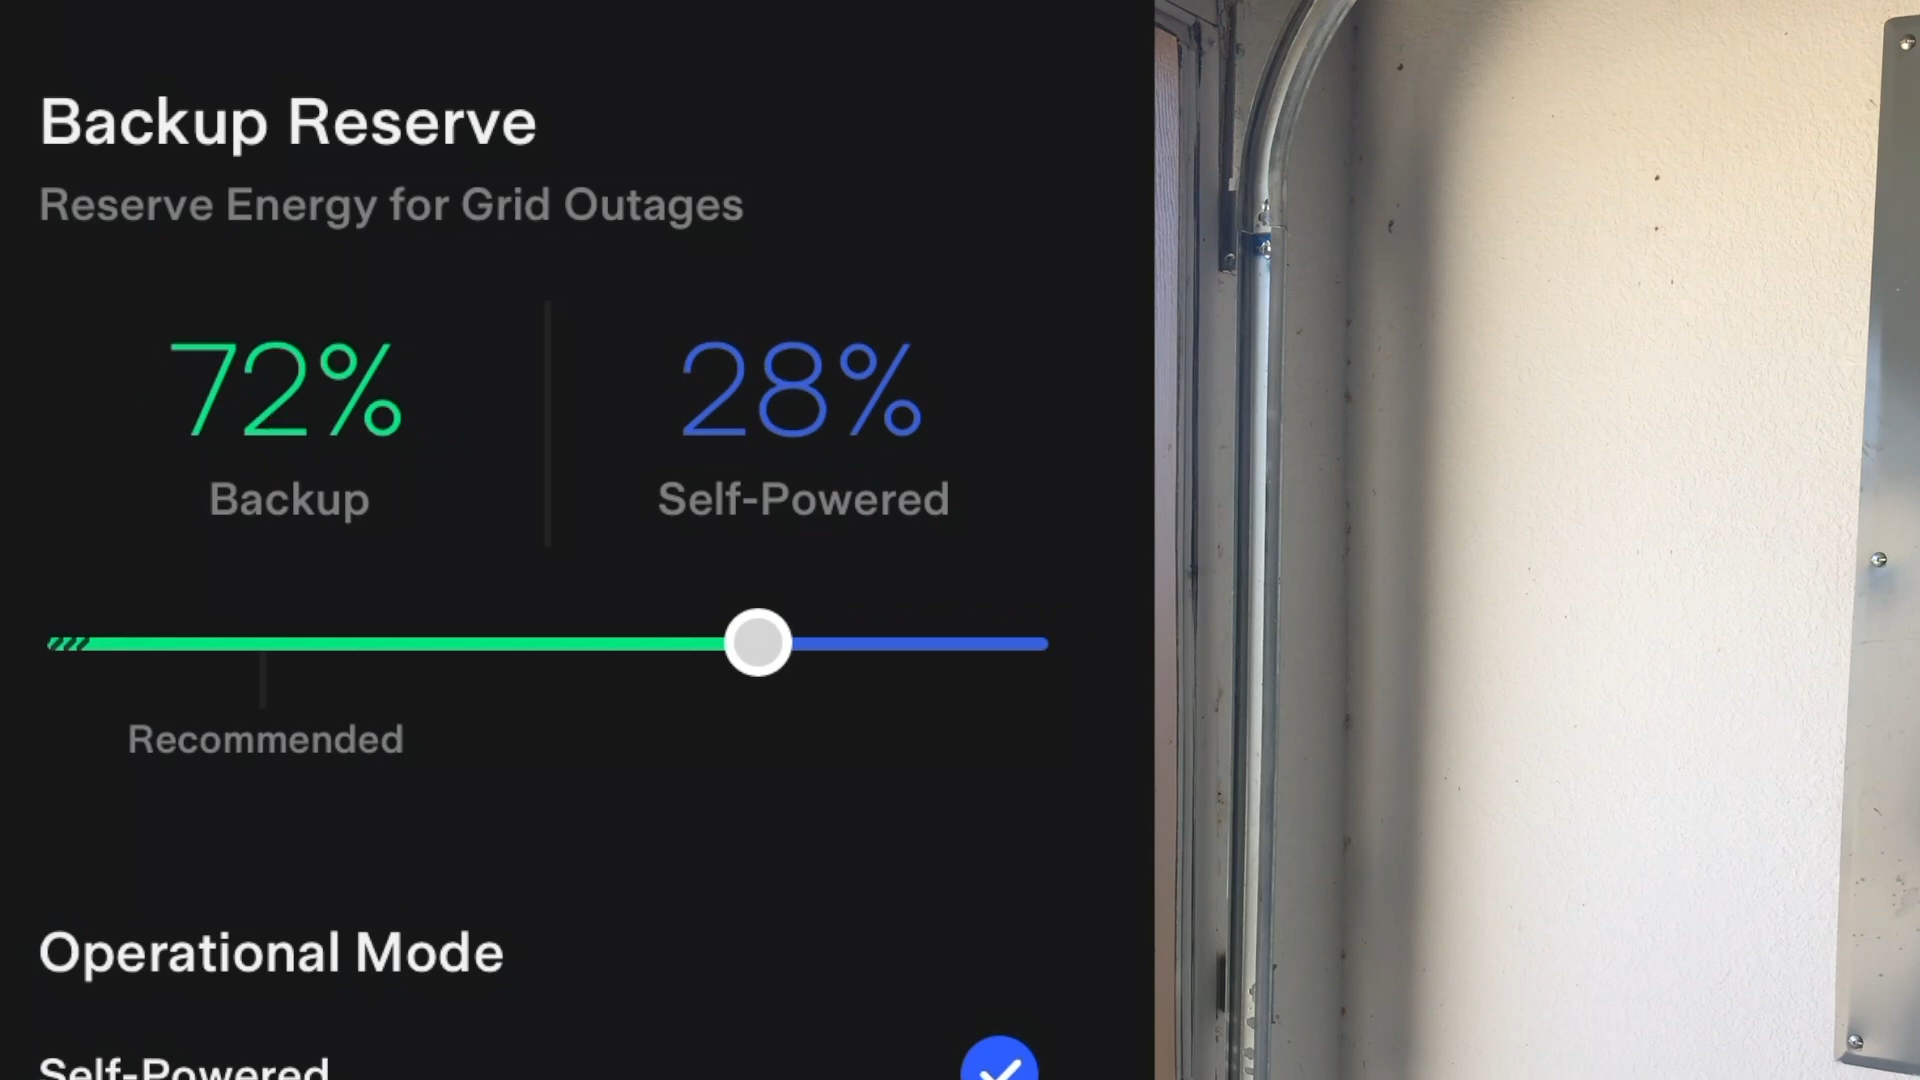 Backup Reserve
Reserve Energy for Grid Outages
72%
28%
Backup
Self-Powered
Recommended
Operational Mode
Self-Powered